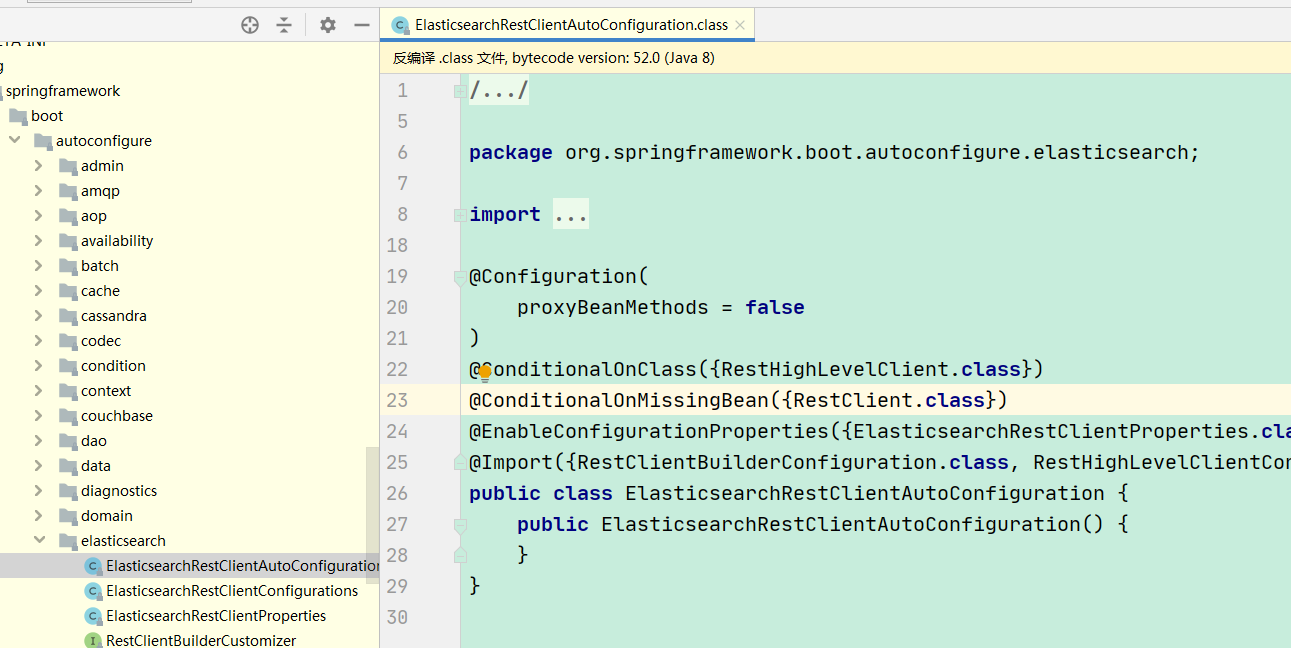 springframework
boot
autoconfigure
admin
amqp
aop
availability
batch
cache
cassandra
codec
condition
context
couchbase
dao
data
diagnostics
domain
elasticsearch
ElasticsearchRestClientAutoConfiguration
ElasticsearchRestClientConfigurations
ElasticsearchRestClientProperties
RestClientBuilderCustomizer
ElasticsearchRestClientAutoConfiguration.class
反编译 .class 文件, bytecode version: 52.0 (Java 8)
1 /.../
5
6 package org.springframework.boot.autoconfigure.elasticsearch;
7
8 import ...
18
19 @Configuration(
20 proxyBeanMethods = false
21 )
22 @ConditionalOnClass({RestHighLevelClient.class})
23 @ConditionalOnMissingBean({RestClient.class})
24 @EnableConfigurationProperties({ElasticsearchRestClientProperties.cla
25 @Import({RestClientBuilderConfiguration.class, RestHighLevelClientCon
26 public class ElasticsearchRestClientAutoConfiguration {
27 public ElasticsearchRestClientAutoConfiguration() {
28 }
29 }
30